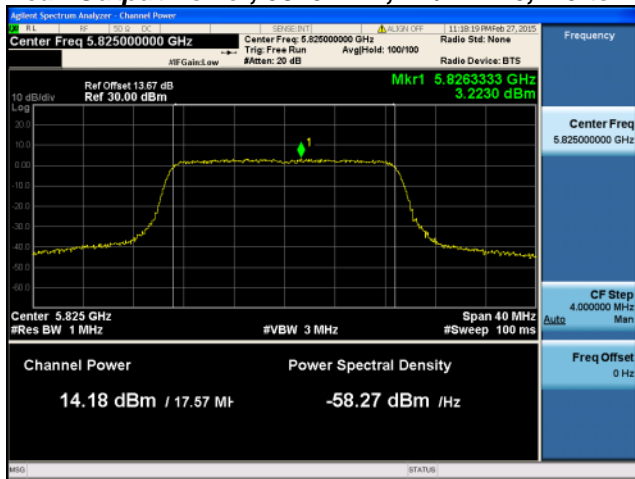 Agilent Spectrum Analyzer - Channel Power
RL RF 50 Ω DC SENSE:INT ALIGN OFF 11:18:19 PM Feb 27, 2015
Center Freq 5.825000000 GHz
Center Freq: 5.825000000 GHz
Radio Std: None
Trig: Free Run Avg|Hold: 100/100
#IFGain:Low #Atten: 20 dB Radio Device: BTS
Frequency
Ref Offset 13.67 dB
10 dB/div Ref 30.00 dBm
Mkr1 5.8263333 GHz
3.2230 dBm
Log
20.0
10.0
0.00
-10.0
-20.0
-30.0
-40.0
-50.0
-60.0
1
Center Freq
5.825000000 GHz
Center 5.825 GHz Span 40 MHz
#Res BW 1 MHz #VBW 3 MHz #Sweep 100 ms
CF Step
4.000000 MHz
Auto Man
Channel Power Power Spectral Density
14.18 dBm / 17.57 MH -58.27 dBm /Hz
Freq Offset
0 Hz
MSG STATUS